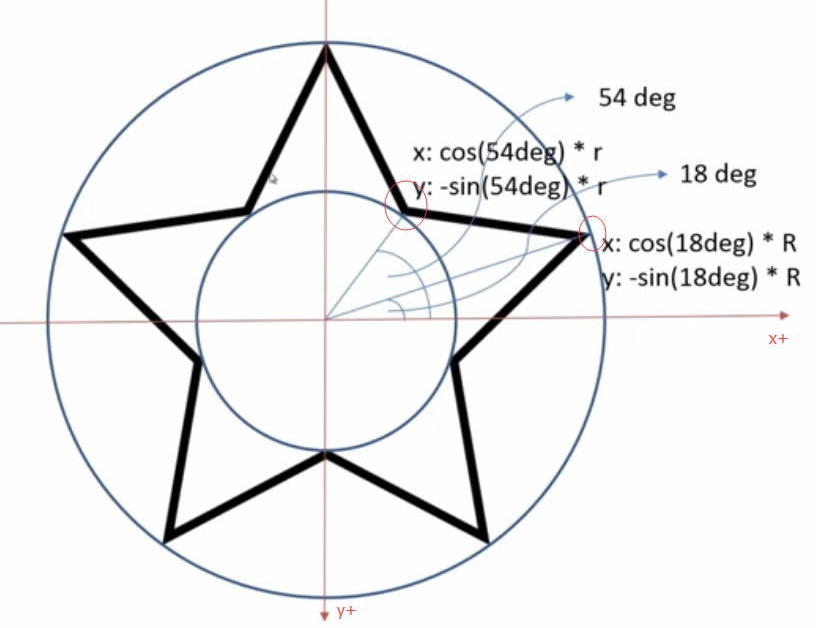 54 deg
x: cos(54deg) * r
y: -sin(54deg) * r
18 deg
x: cos(18deg) * R
y: -sin(18deg) * R
x+
y+